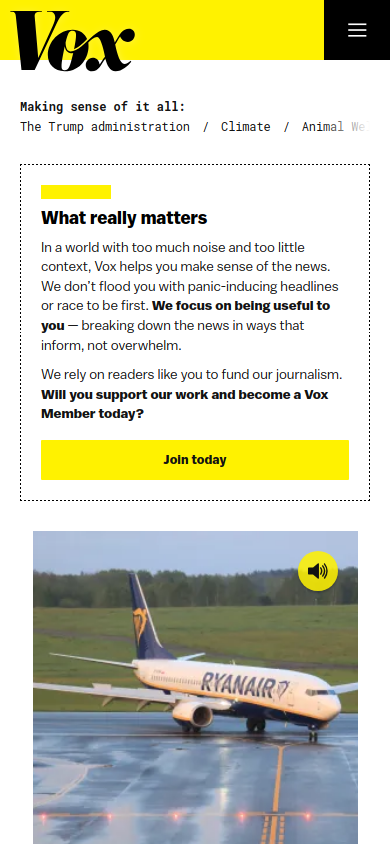 Vox
Making sense of it all:
The Trump administration / Climate / Animal We
What really matters
In a world with too much noise and too little
context, Vox helps you make sense of the news.
We don't flood you with panic-inducing headlines
or race to be first. We focus on being useful to
you — breaking down the news in ways that
inform, not overwhelm.
We rely on readers like you to fund our journalism.
Will you support our work and become a Vox
Member today?
Join today
RYANAIR